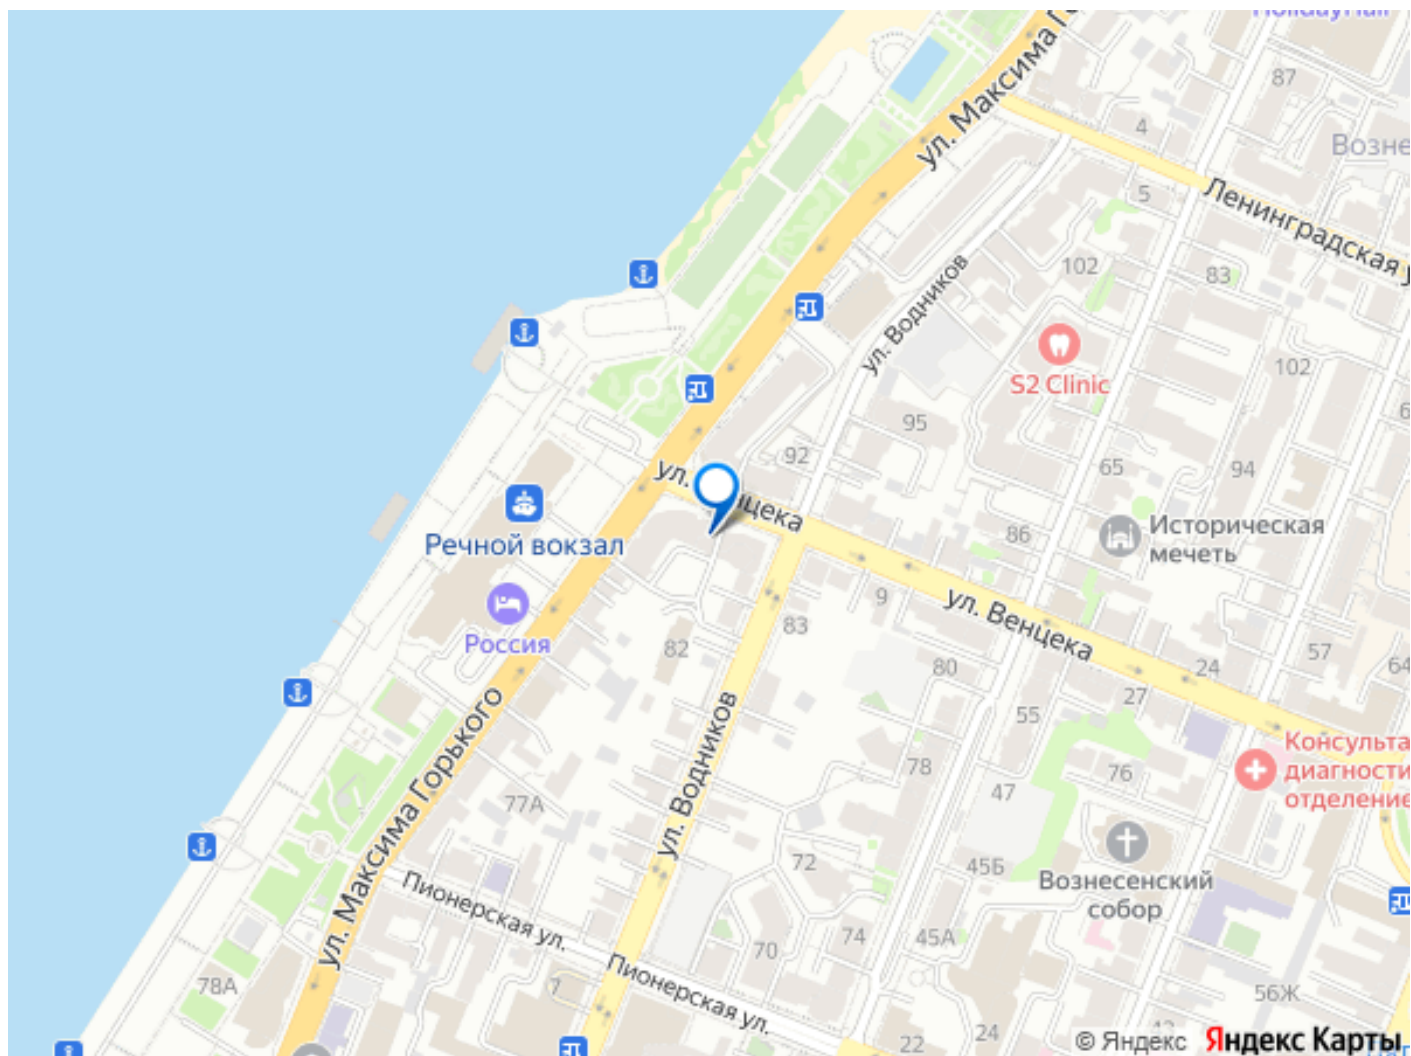 ул. Максима Г
87
4
Возне
5
Ленинградская у
102
83
ул. Водников
S2 Clinic
102
95
92
65
94
ул. Венцека
Речной вокзал
86
Историческая
мечеть
9
ул. Венцека
83
Россия
82
80
24
57
64
27
55
ул. Максима Горького
ул. Водников
Консульта
диагности
отделение
78
76
47
77А
72
45Б
Вознесенский
собор
Пионерская ул.
74
45А
70
78А
7
Пионерская ул.
56Ж
22
24
© Яндекс Яндекс Карты